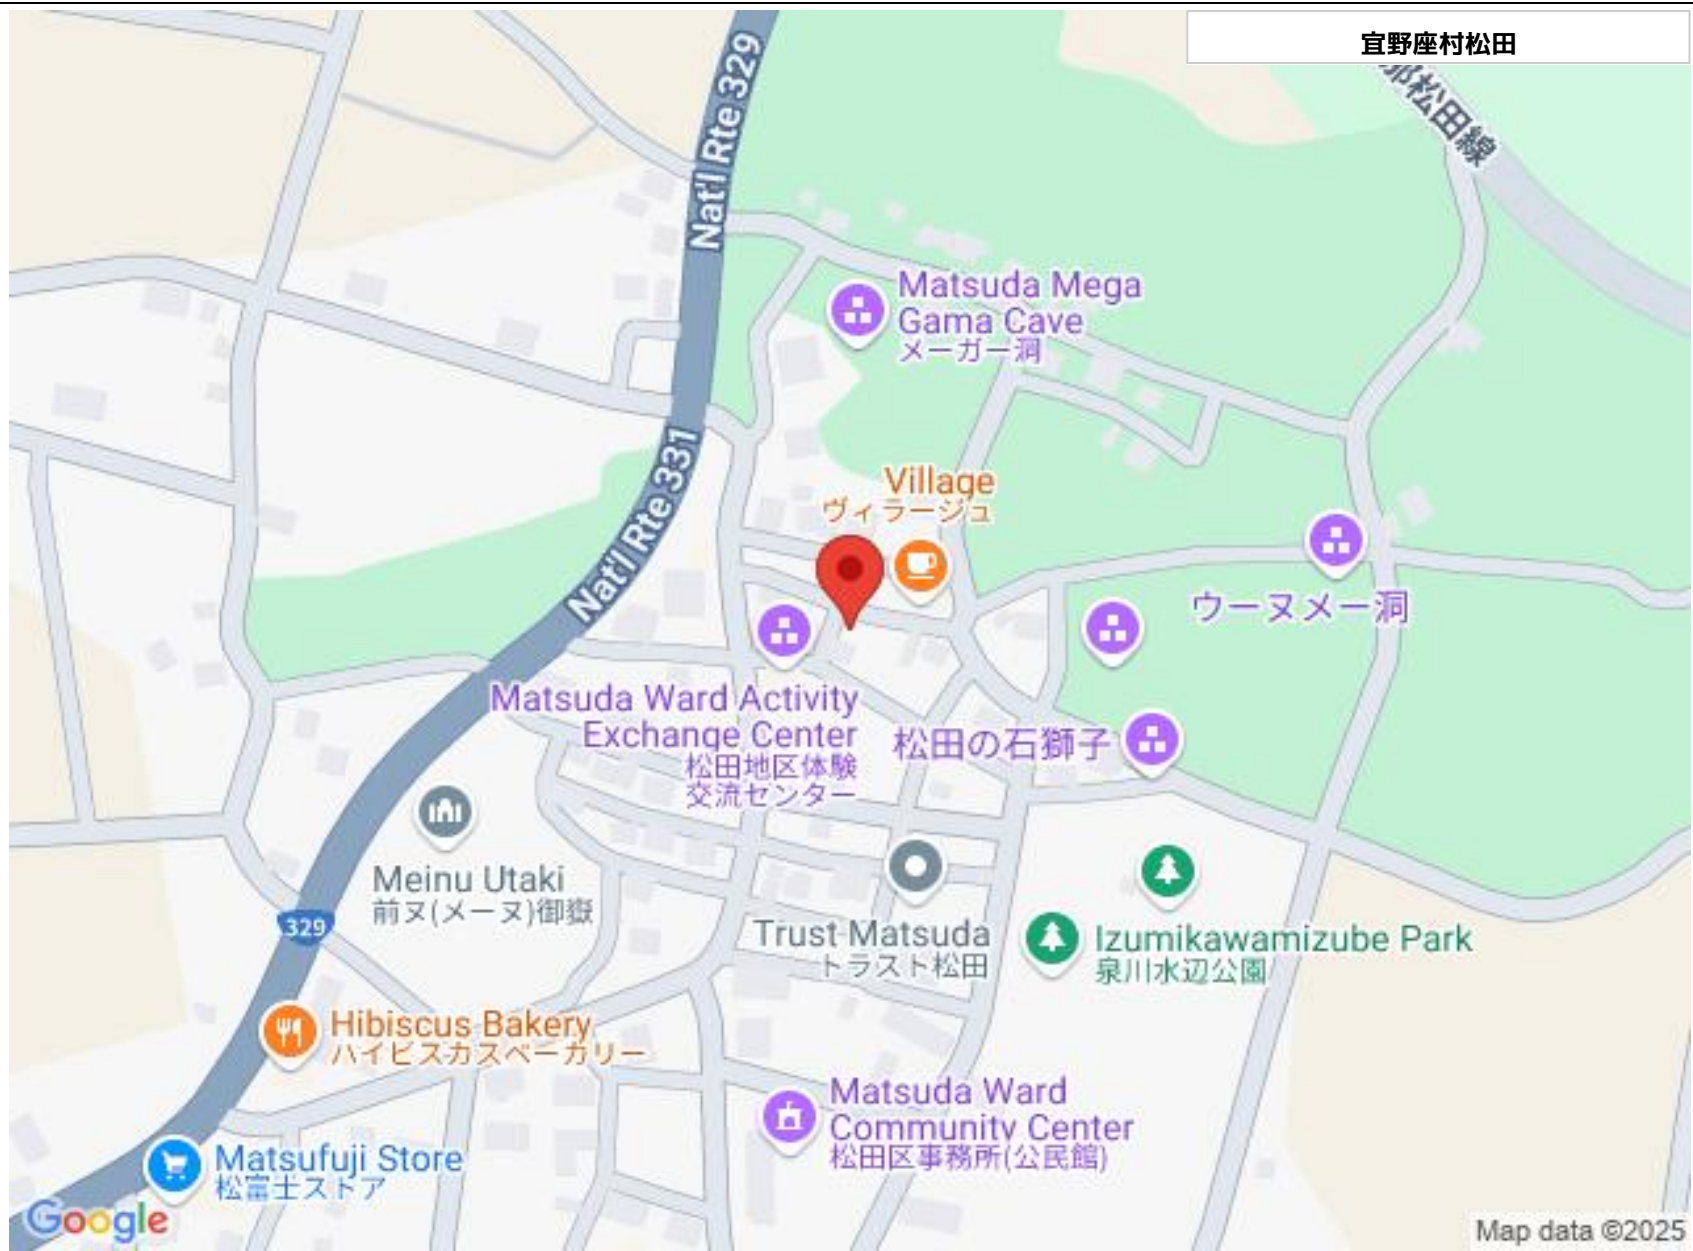 宜野座村松田
那松田線
Nat'l Rte 329
Matsuda Mega
Gama Cave
メーガー洞
Nat'l Rte 331
Village
ヴィラージュ
ウーヌメー洞
Matsuda Ward Activity
Exchange Center
松田地区体験
交流センター
松田の石獅子
Meinu Utaki
前ヌ(メーヌ)御嶽
329
Trust Matsuda
トラスト松田
Izumikawamizube Park
泉川水辺公園
Hibiscus Bakery
ハイビスカスベーカリー
Matsuda Ward
Community Center
松田区事務所(公民館)
Matsufuji Store
松富士ストア
Google
Map data ©2025